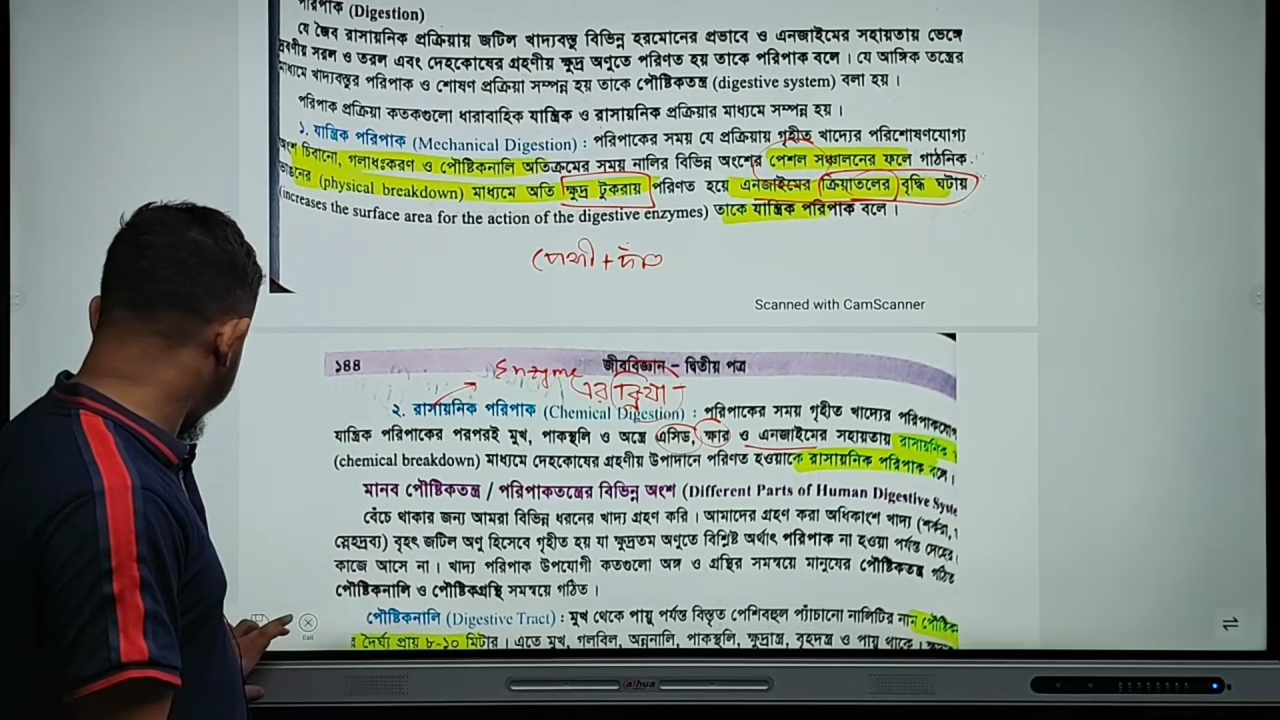 পরিপাক (Digestion)
যে জৈব রাসায়নিক প্রক্রিয়ায় জটিল খাদ্যবস্তু বিভিন্ন হরমোনের প্রভাবে ও এনজাইমের সহায়তায় ভেঙ্গে
দ্রবণীয় সরল ও তরল এবং দেহকোষের গ্রহণীয় ক্ষুদ্র অণুতে পরিণত হয় তাকে পরিপাক বলে। যে আঙ্গিক তন্ত্রের
মাধ্যমে খাদ্যবস্তুর পরিপাক ও শোষণ প্রক্রিয়া সম্পন্ন হয় তাকে পৌষ্টিকতন্ত্র (digestive system) বলা হয়।
পরিপাক প্রক্রিয়া কতকগুলো ধারাবাহিক যান্ত্রিক ও রাসায়নিক প্রক্রিয়ার মাধ্যমে সম্পন্ন হয়।
১. যান্ত্রিক পরিপাক (Mechanical Digestion) : পরিপাকের সময় যে প্রক্রিয়ায় গৃহীত খাদ্যের পরিশোষণযোগ্য
অংশ চিবানো, গলাধঃকরণ ও পৌষ্টিকনালি অতিক্রমের সময় নালির বিভিন্ন অংশের পেশল সঞ্চালনের ফলে গাঠনিক
ভাঙনের (physical breakdown) মাধ্যমে অতি ক্ষুদ্র টুকরায় পরিণত হয়ে এনজাইমের ক্রিয়াতলের বৃদ্ধি ঘটায়
(increases the surface area for the action of the digestive enzymes) তাকে যান্ত্রিক পরিপাক বলে।
পেশী + দাঁত
Scanned with CamScanner
১৪৪ জীববিজ্ঞান – দ্বিতীয় পত্র
Enzyme এর ক্রিয়া
২. রাসায়নিক পরিপাক (Chemical Digestion) : পরিপাকের সময় গৃহীত খাদ্যের
যান্ত্রিক পরিপাকের পরপরই মুখ, পাকস্থলি ও অন্ত্রে এসিড, ক্ষার ও এনজাইমের সহায়তায় রাসায়নিক
(chemical breakdown) মাধ্যমে দেহকোষের গ্রহণীয় উপাদানে পরিণত হওয়াকে রাসায়নিক পরিপাক বলে।
মানব পৌষ্টিকতন্ত্র / পরিপাকতন্ত্রের বিভিন্ন অংশ (Different Parts of Human Digestive Syste
বেঁচে থাকার জন্য আমরা বিভিন্ন ধরনের খাদ্য গ্রহণ করি। আমাদের গ্রহণ করা অধিকাংশ খাদ্য (শর্করা,
স্নেহদ্রব্য) বৃহৎ জটিল অণু হিসেবে গৃহীত হয় যা ক্ষুদ্রতম অণুতে বিশ্লিষ্ট অর্থাৎ পরিপাক না হওয়া পর্যন্ত দেহের
কাজে আসে না। খাদ্য পরিপাক উপযোগী কতগুলো অঙ্গ ও গ্রন্থির সমন্বয়ে মানুষের পৌষ্টিকতন্ত্র গঠিত
পৌষ্টিকনালি ও পৌষ্টিকগ্রন্থি সমন্বয়ে গঠিত।
পৌষ্টিকনালি (Digestive Tract) : মুখ থেকে পায়ু পর্যন্ত বিস্তৃত পেশিবহুল প্যাঁচানো নালিটির নাম পৌষ্টিক
র দৈর্ঘ্য প্রায় ৮-১০ মিটার। এতে মুখ, গলবিল, অন্ননালি, পাকস্থলি, ক্ষুদ্রান্ত্র, বৃহদন্ত্র ও পায়ু থাকে।
Exit
alhua